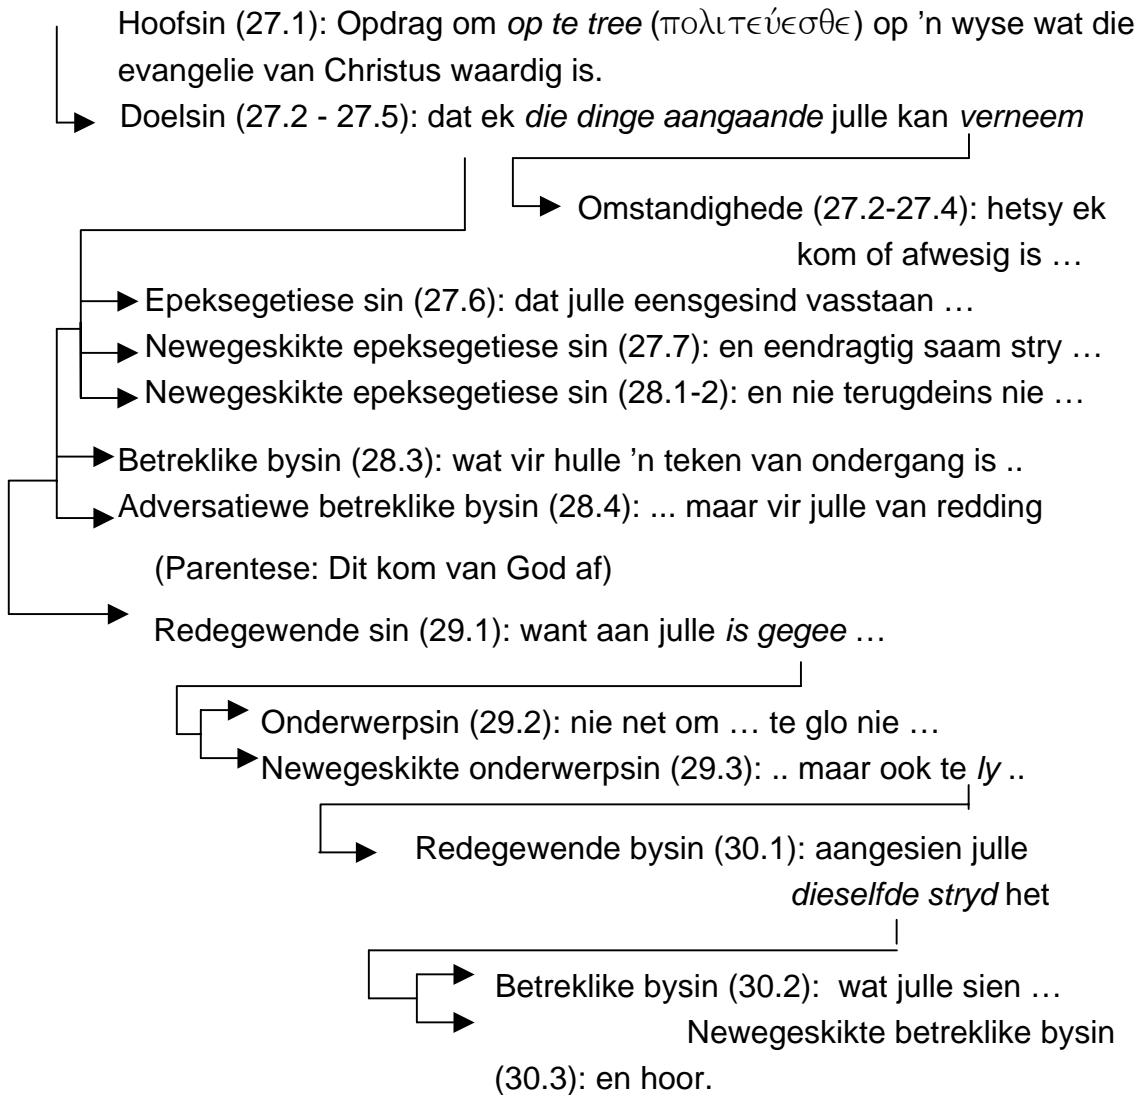 Hoofsin (27.1): Opdrag om op te tree (πολιτεύεσθε) op ’n wyse wat die
evangelie van Christus waardig is.
Doelsin (27.2 - 27.5): dat ek die dinge aangaande julle kan verneem
Omstandighede (27.2-27.4): hetsy ek
kom of afwesig is …
Epeksegetiese sin (27.6): dat julle eensgesind vasstaan …
Newegeskikte epeksegetiese sin (27.7): en eendragtig saam stry …
Newegeskikte epeksegetiese sin (28.1-2): en nie terugdeins nie …
Betreklike bysin (28.3): wat vir hulle ’n teken van ondergang is ..
Adversatiewe betreklike bysin (28.4): ... maar vir julle van redding
(Parentese: Dit kom van God af)
Redegewende sin (29.1): want aan julle is gegee …
Onderwerpsin (29.2): nie net om … te glo nie …
Newegeskikte onderwerpsin (29.3): .. maar ook te ly ..
Redegewende bysin (30.1): aangesien julle
dieselfde stryd het
Betreklike bysin (30.2): wat julle sien …
Newegeskikte betreklike bysin
(30.3): en hoor.